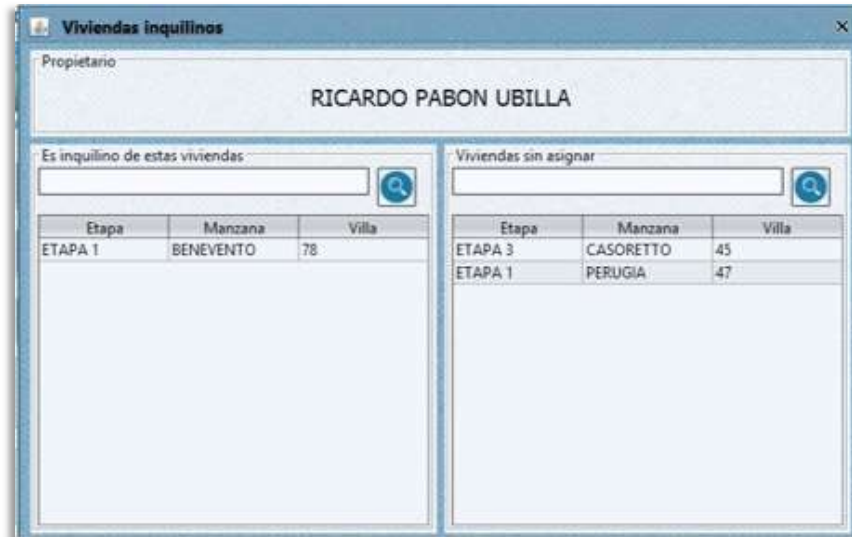 Viviendas inquilinos
Propietario
RICARDO PABON UBILLA
Es inquilino de estas viviendas
Etapa Manzana Villa
ETAPA 1 BENEVENTO 78
Viviendas sin asignar
Etapa Manzana Villa
ETAPA 3 CASORETTO 45
ETAPA 1 PERUGIA 47